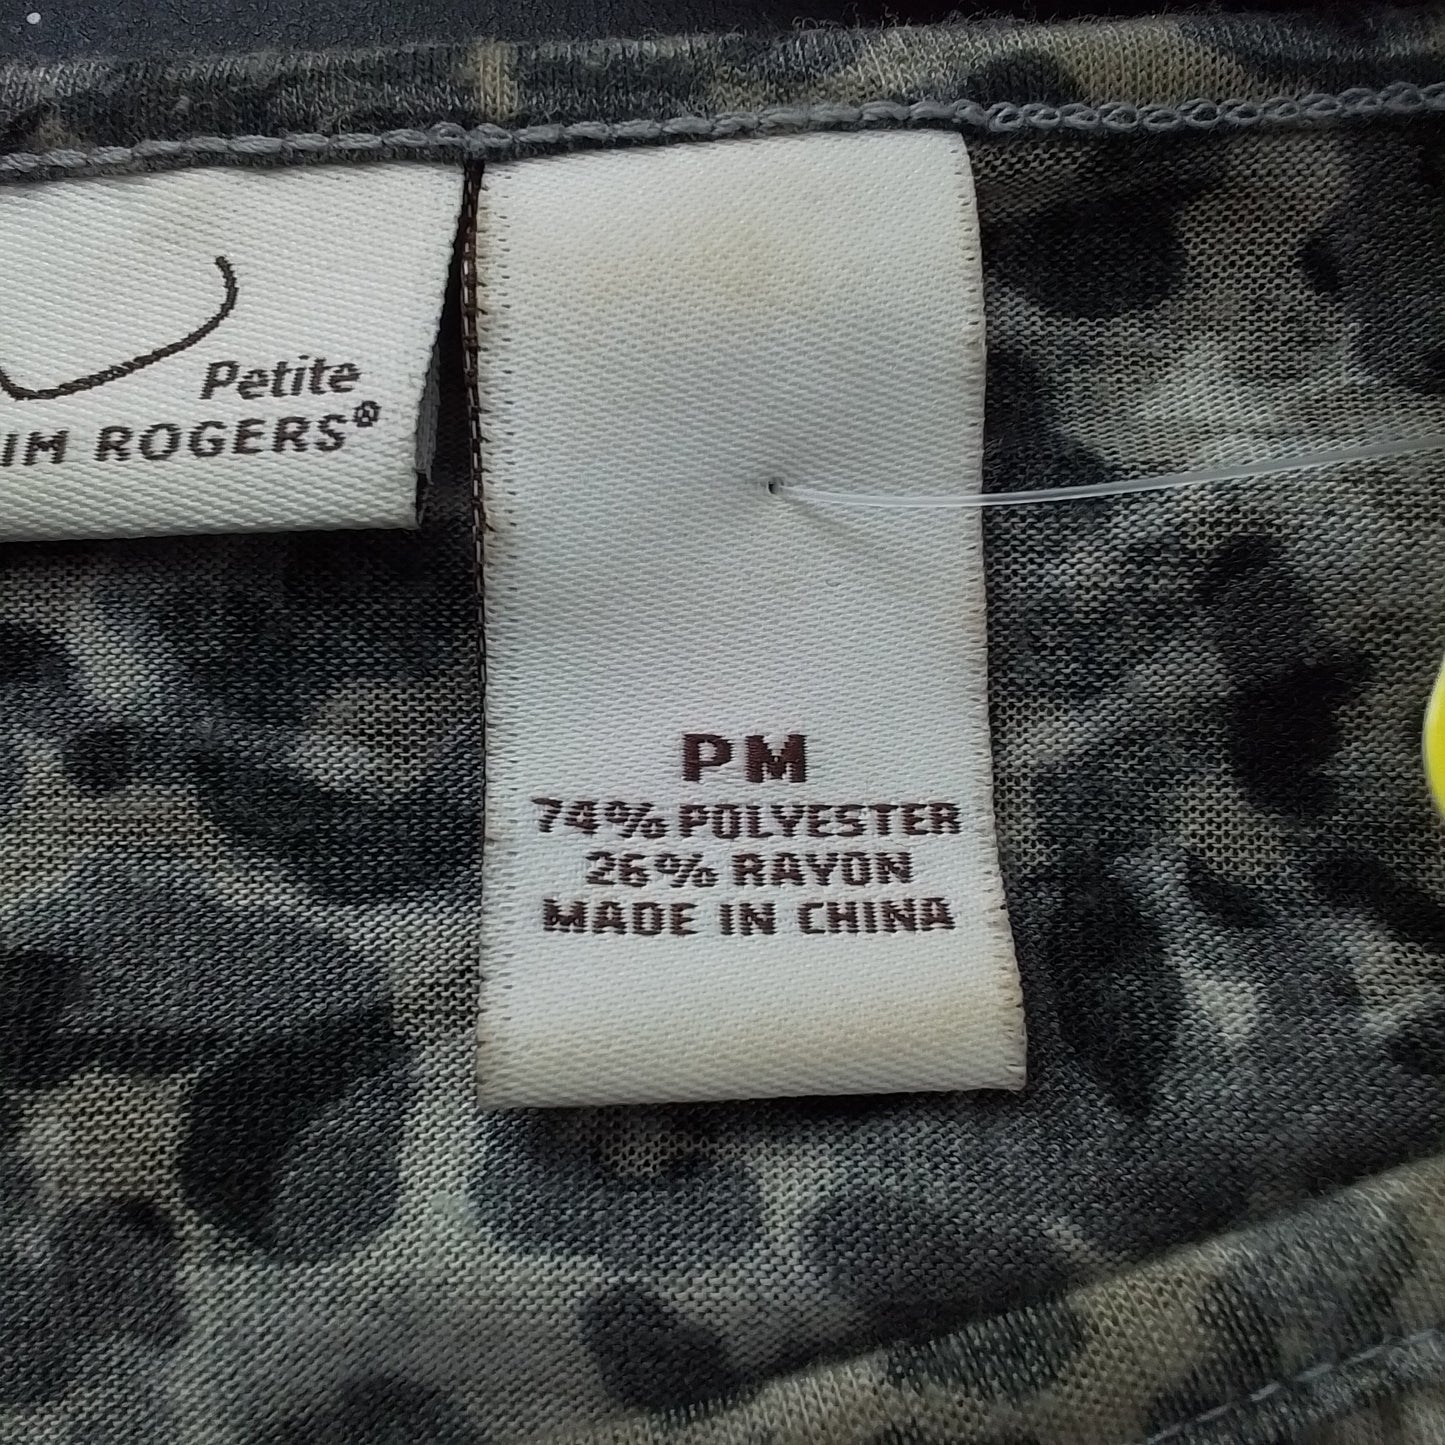 Petite
IM ROGERS®
PM
74% POLYESTER
26% RAYON
MADE IN CHINA